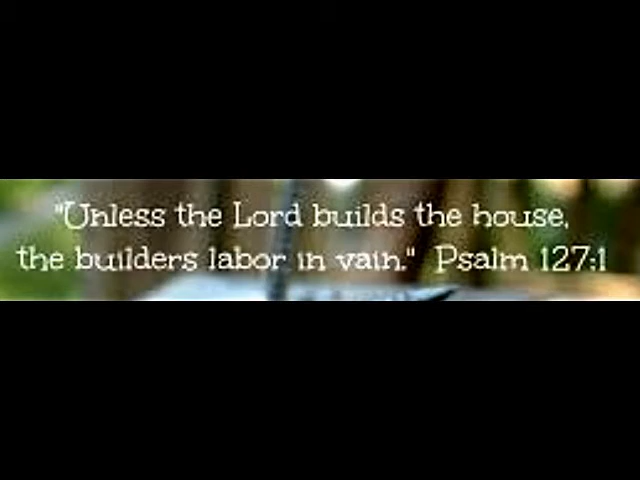 "Unless the Lord builds the house,
the builders labor in vain." Psalm 127:1